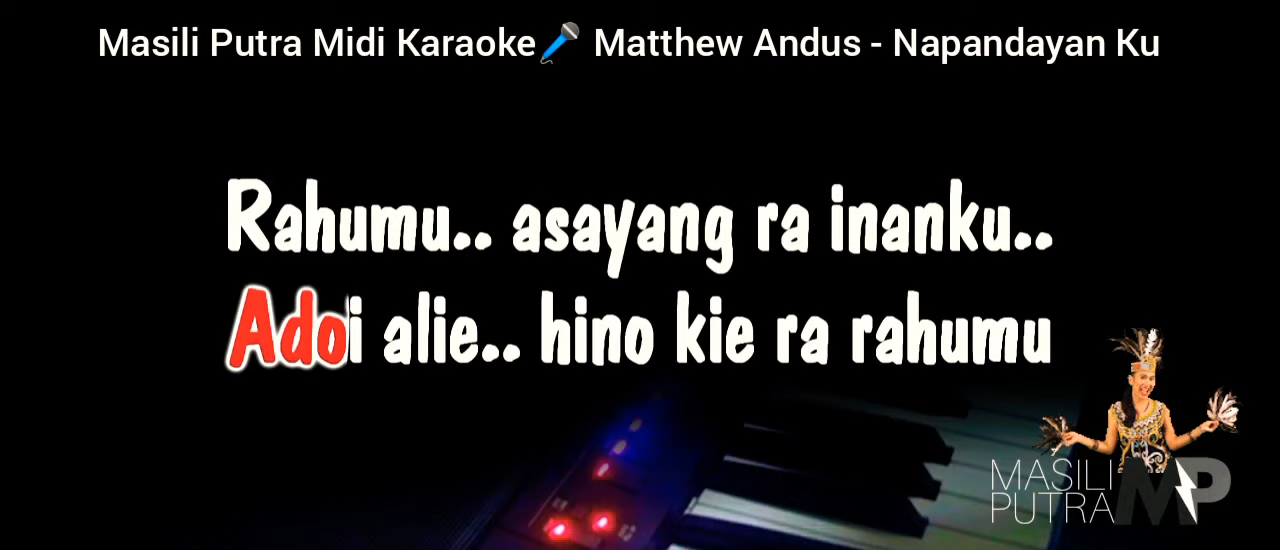 Masili Putra Midi Karaoke🎤 Matthew Andus - Napandayan Ku
Rahumu.. asayang ra inanku..
Adoi alie.. hino kie ra rahumu
MASILI
PUTRA MP